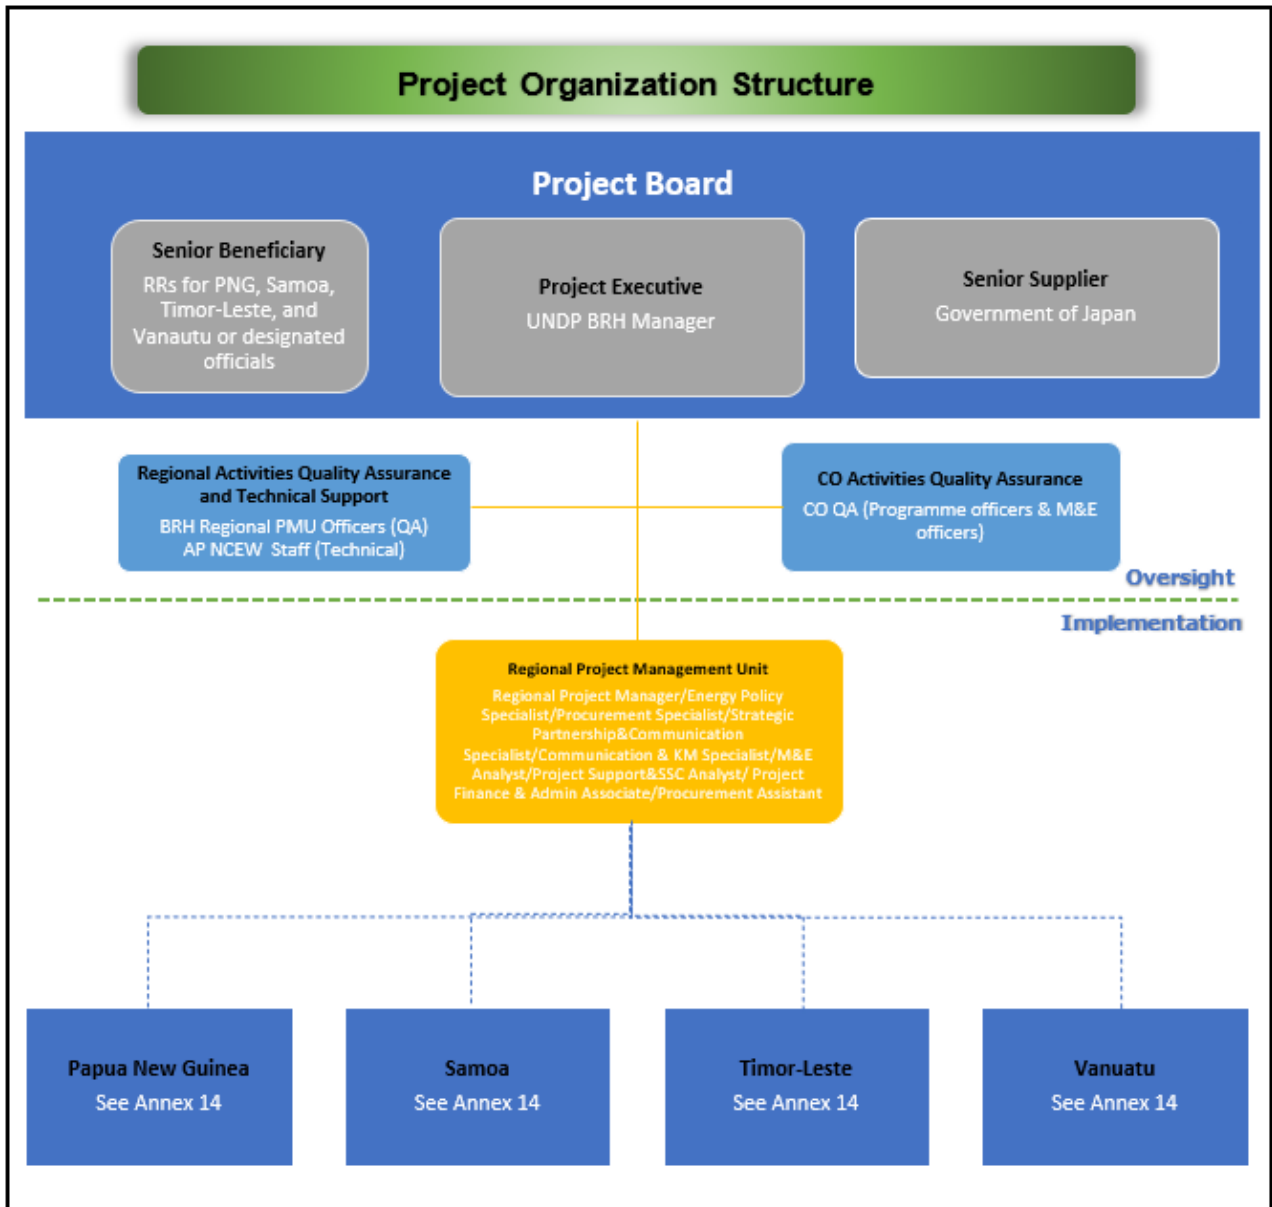 Project Organization Structure
Project Board
Senior Beneficiary
RRs for PNG, Samoa,
Timor-Leste, and
Vanautu or designated
officials
Project Executive
UNDP BRH Manager
Senior Supplier
Government of Japan
Regional Activities Quality Assurance
and Technical Support
BRH Regional PMU Officers (QA)
AP NCEW Staff (Technical)
CO Activities Quality Assurance
CO QA (Programme officers & M&E
officers)
Oversight
Implementation
Regional Project Management Unit
Regional Project Manager/Energy Policy
Specialist/Procurement Specialist/Strategic
Partnership&Communication
Specialist/Communication & KM Specialist/M&E
Analyst/Project Support&SSC Analyst/ Project
Finance & Admin Associate/Procurement Assistant
Papua New Guinea
See Annex 14
Samoa
See Annex 14
Timor-Leste
See Annex 14
Vanuatu
See Annex 14